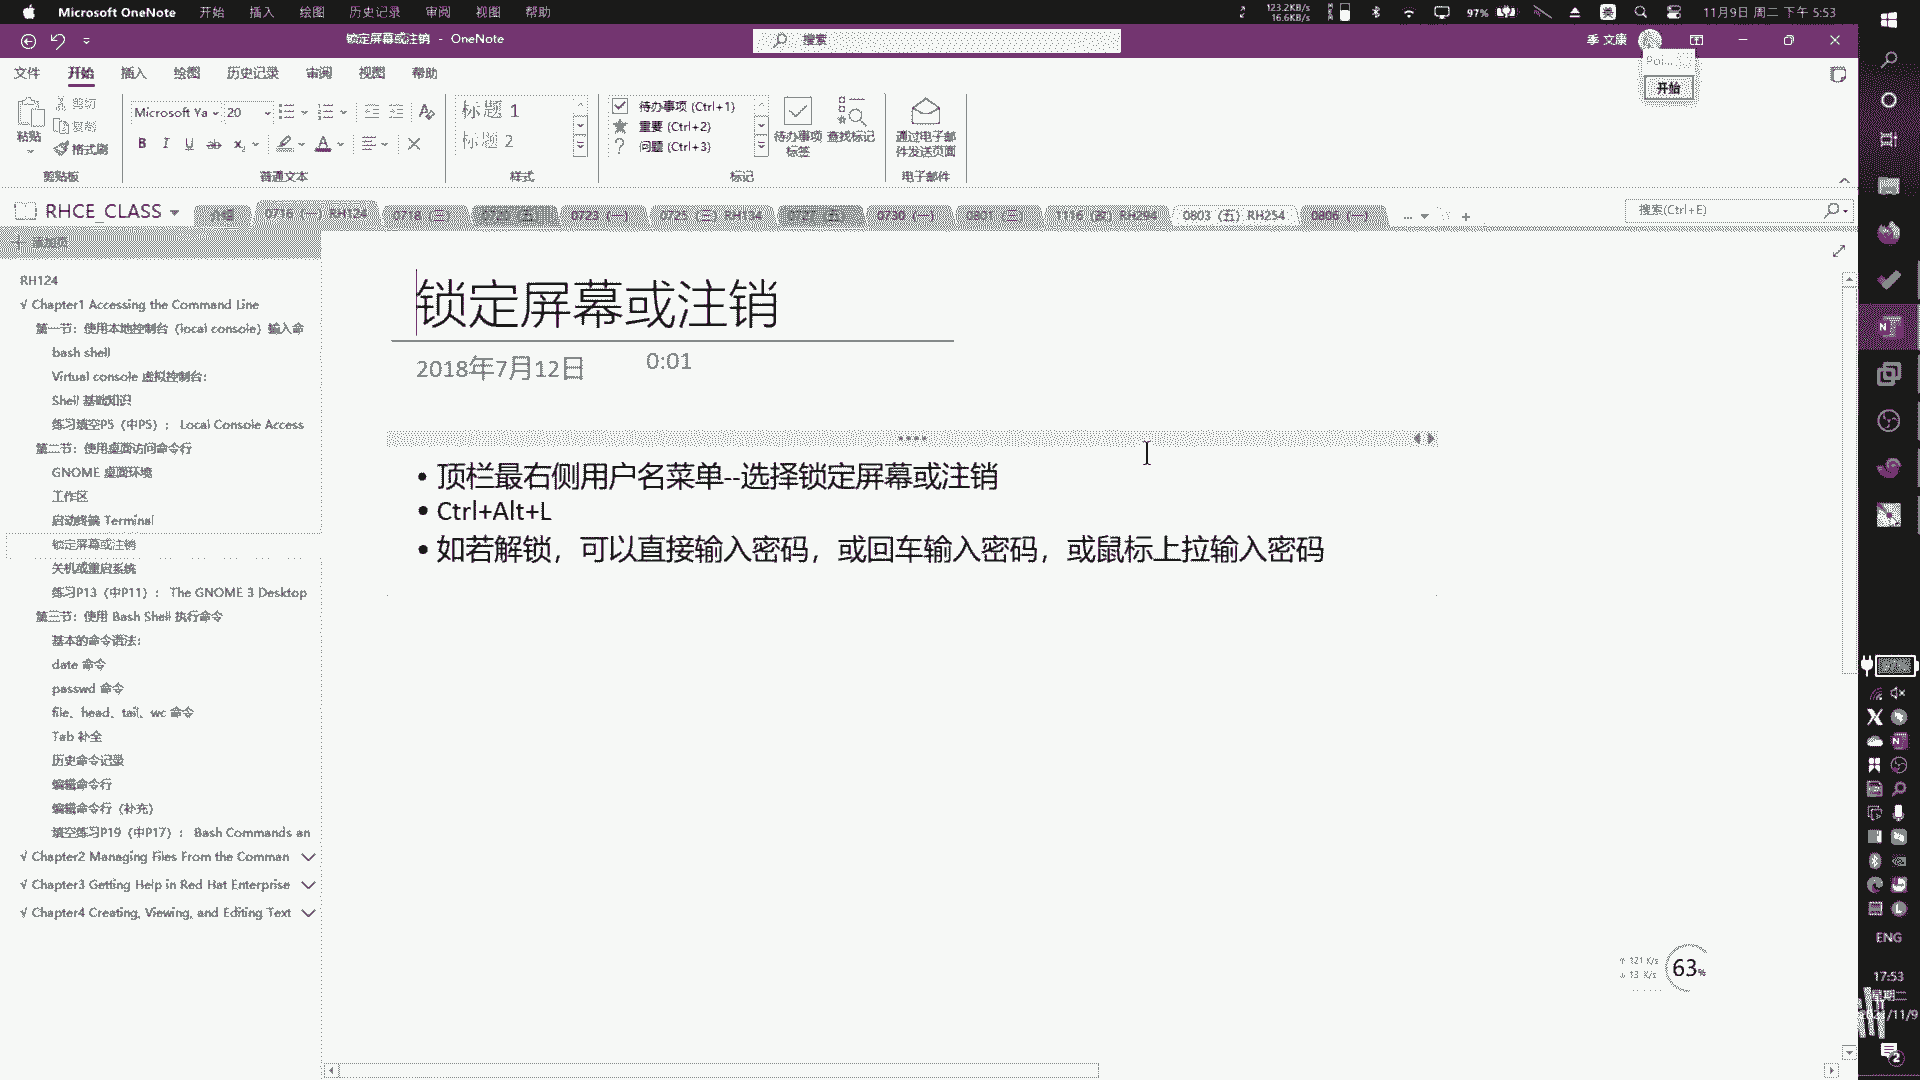 Microsoft OneNote 开始 插入 绘图 历史记录 审阅 视图 帮助
123.2KB/s
16.6KB/s
97%
英
11月9日 周二 下午 5:53
锁定屏幕或注销 - OneNote
搜索
季 文康
文件 开始 插入 绘图 历史记录 审阅 视图 帮助
Poi...
开始
粘贴
剪切
复制
格式刷
剪贴板
Microsoft Ya 20
B I U ab x₂ A
普通文本
标题 1
标题 2
样式
待办事项 (Ctrl+1)
重要 (Ctrl+2)
问题 (Ctrl+3)
待办事项
标签
查找标记
标记
通过电子邮
件发送页面
电子邮件
RHCE_CLASS
介绍 0716 (一) RH124 0718 (三) 0720 (五) 0723 (一) 0725 (三) RH134 0727 (五) 0730 (一) 0801 (三) 1116 RH294 0803 (五) RH254 0806 (一) ...
搜索(Ctrl+E)
添加页
RH124
√ Chapter1 Accessing the Command Line
第一节：使用本地控制台（local console）输入命
bash shell
Virtual console 虚拟控制台：
Shell 基础知识
练习填空P5（中P5）： Local Console Access
第二节：使用桌面访问命令行
GNOME 桌面环境
工作区
启动终端 Terminal
锁定屏幕或注销
关机或重启系统
练习P13（中P11）： The GNOME 3 Desktop
第三节：使用 Bash Shell 执行命令
基本的命令语法：
date 命令
passwd 命令
file、head、tail、wc 命令
Tab 补全
历史命令记录
编辑命令行
编辑命令行（补充）
填空练习P19（中P17）： Bash Commands an
√ Chapter2 Managing Files From the Comman
√ Chapter3 Getting Help in Red Hat Enterprise
√ Chapter4 Creating, Viewing, and Editing Text
锁定屏幕或注销
2018年7月12日 0:01
• 顶栏最右侧用户名菜单--选择锁定屏幕或注销
• Ctrl+Alt+L
• 如若解锁，可以直接输入密码，或回车输入密码，或鼠标上拉输入密码
↑ 121 K/s
↓ 13 K/s
63%
ENG
17:53
星期二
2